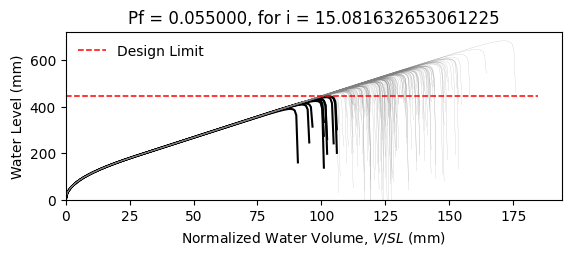 Pf = 0.055000, for i = 15.081632653061225
Design Limit
Water Level (mm)
600
400
200
0
0 25 50 75 100 125 150 175
Normalized Water Volume, V/SL (mm)